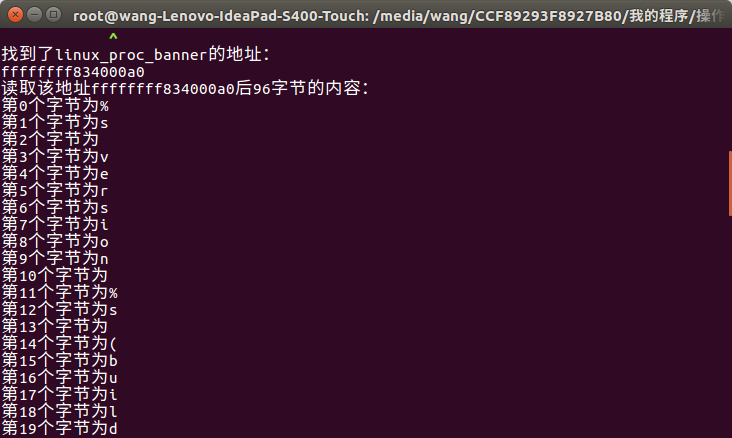 root@wang-Lenovo-IdeaPad-S400-Touch: /media/wang/CCF89293F8927B80/我的程序/操作
^
找到了linux_proc_banner的地址:
ffffffff834000a0
读取该地址ffffffff834000a0后96字节的内容:
第0个字节为%
第1个字节为s
第2个字节为
第3个字节为v
第4个字节为e
第5个字节为r
第6个字节为s
第7个字节为i
第8个字节为o
第9个字节为n
第10个字节为
第11个字节为%
第12个字节为s
第13个字节为
第14个字节为(
第15个字节为b
第16个字节为u
第17个字节为i
第18个字节为l
第19个字节为d